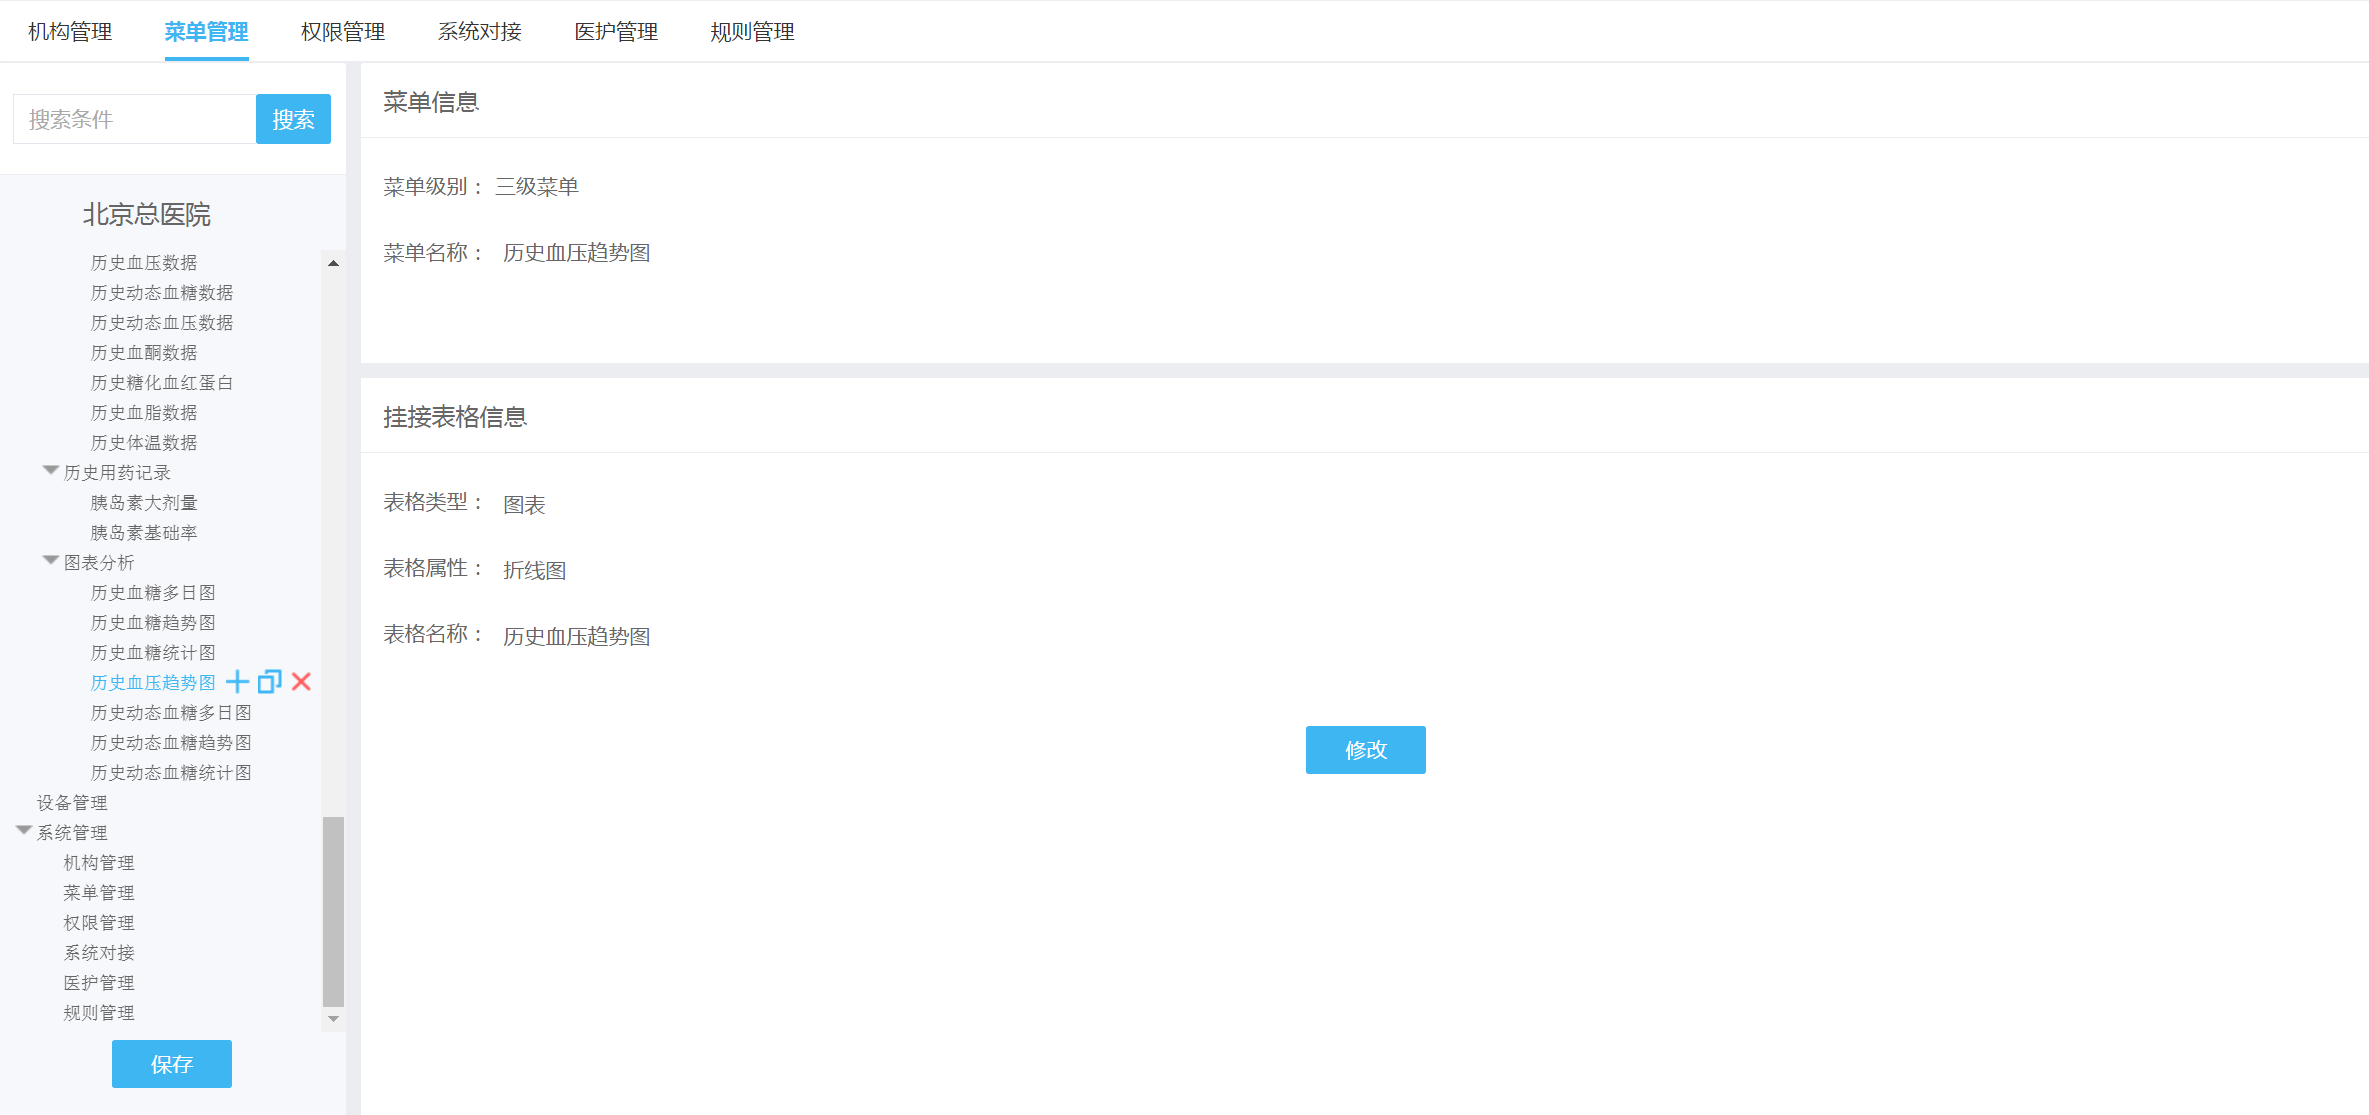 机构管理 菜单管理 权限管理 系统对接 医护管理 规则管理
搜索条件 搜索
北京总医院
历史血压数据
历史动态血糖数据
历史动态血压数据
历史血酮数据
历史糖化血红蛋白
历史血脂数据
历史体温数据
历史用药记录
胰岛素大剂量
胰岛素基础率
图表分析
历史血糖多日图
历史血糖趋势图
历史血糖统计图
历史血压趋势图
历史动态血糖多日图
历史动态血糖趋势图
历史动态血糖统计图
设备管理
系统管理
机构管理
菜单管理
权限管理
系统对接
医护管理
规则管理
保存
菜单信息
菜单级别： 三级菜单
菜单名称： 历史血压趋势图
挂接表格信息
表格类型： 图表
表格属性： 折线图
表格名称： 历史血压趋势图
修改